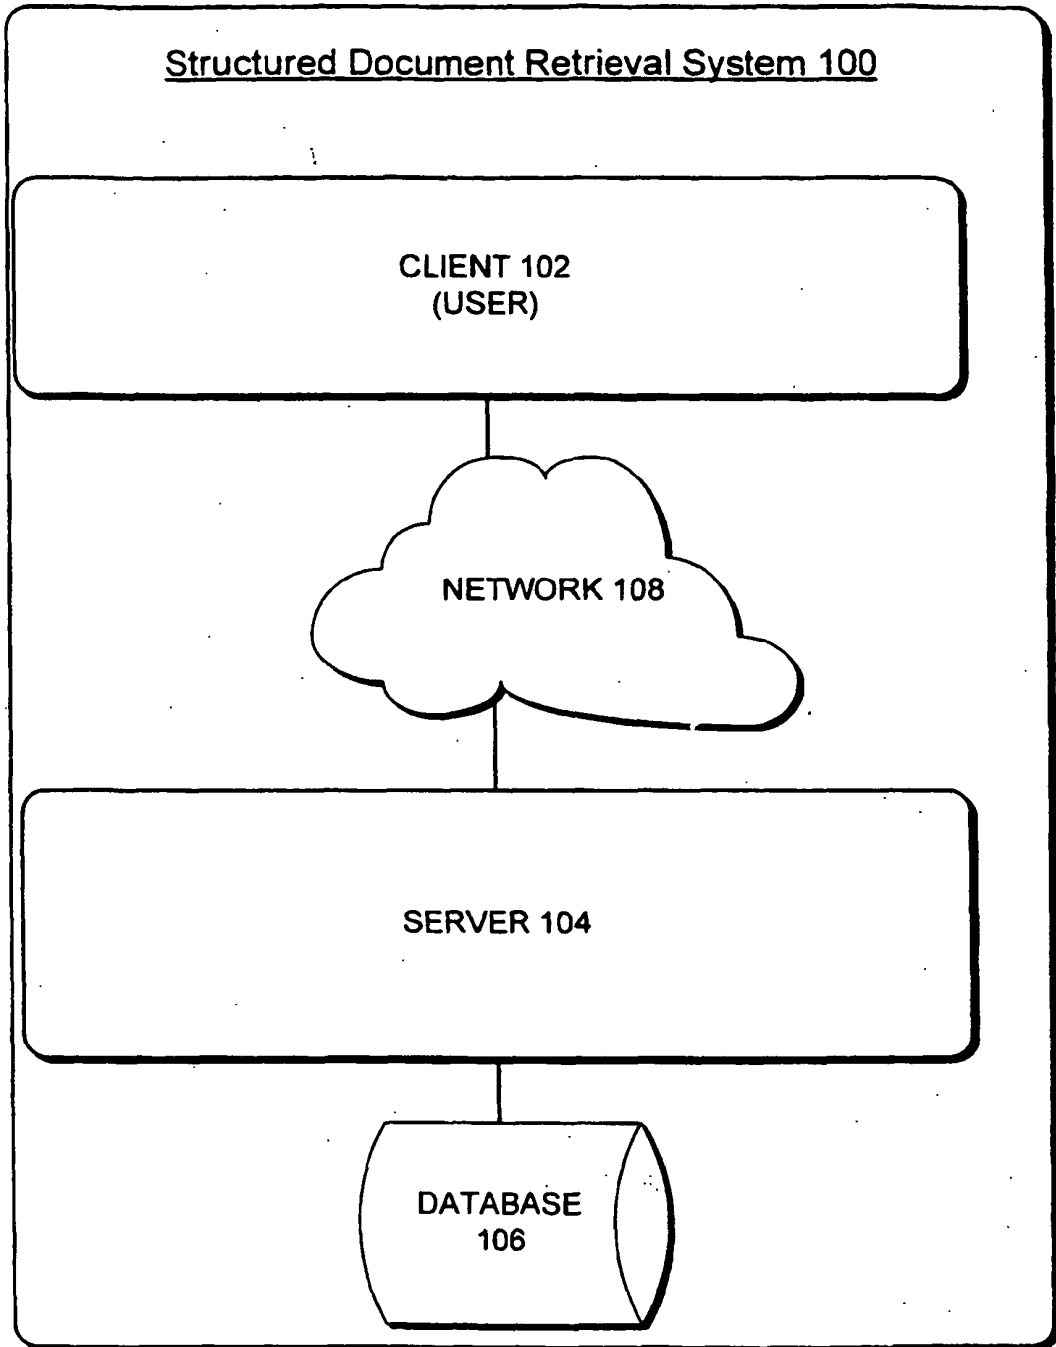 Structured Document Retrieval System 100
CLIENT 102
(USER)
NETWORK 108
SERVER 104
DATABASE
106